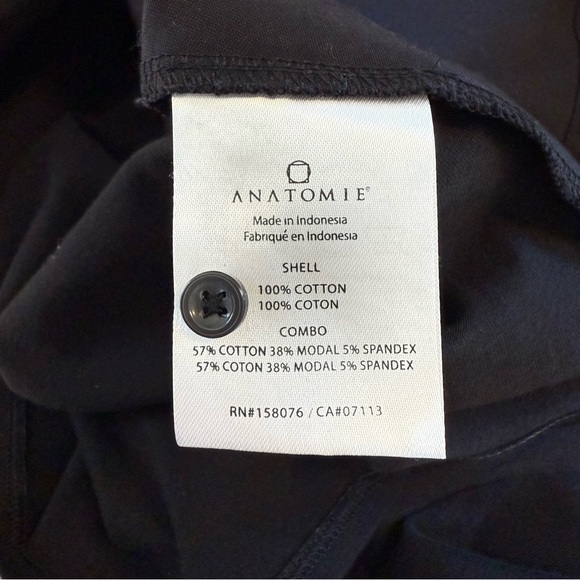 ANATOMIE®
Made in Indonesia
Fabriqué en Indonesia
SHELL
100% COTTON
100% COTON
COMBO
57% COTTON 38% MODAL 5% SPANDEX
57% COTON 38% MODAL 5% SPANDEX
RN#158076 / CA#07113